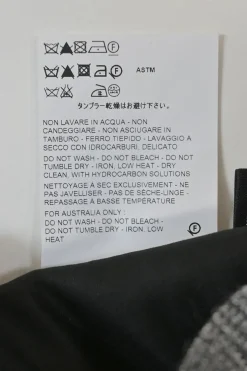 ASTM
タンブラー乾燥はお避け下さい。
NON LAVARE IN ACQUA - NON
CANDEGGIARE - NON ASCIUGARE IN
TAMBURO - FERRO TIEPIDO - LAVAGGIO A
SECCO CON IDROCARBURI, DELICATO
DO NOT WASH - DO NOT BLEACH - DO NOT
TUMBLE DRY - IRON, LOW HEAT - DRY
CLEAN, WITH HYDROCARBON SOLUTIONS
NETTOYAGE À SEC EXCLUSIVEMENT - NE
PAS JAVELLISER - PAS DE SÈCHE-LINGE -
REPASSAGE À BASSE TEMPÉRATURE
FOR AUSTRALIA ONLY :
DO NOT WASH - DO NOT BLEACH -
DO NOT TUMBLE DRY - IRON, LOW
HEAT
F